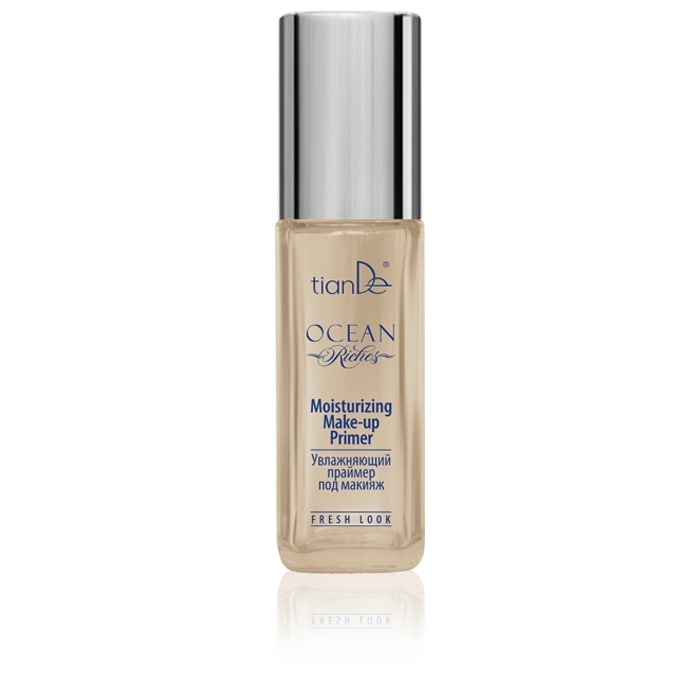 tianDe®
OCEAN
Riches
Moisturizing
Make-up
Primer
Увлажняющий
праймер
под макияж
FRESH LOOK